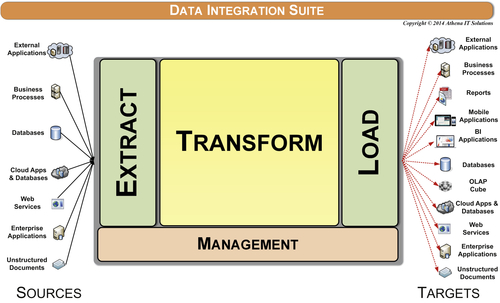 DATA INTEGRATION SUITE
Copyright © 2014 Athena IT Solutions
External
Applications
Business
Processes
Databases
Cloud Apps
& Databases
Web
Services
Enterprise
Applications
Unstructured
Documents
SOURCES
EXTRACT
TRANSFORM
LOAD
MANAGEMENT
External
Applications
Business
Processes
Reports
Mobile
Applications
BI
Applications
Databases
OLAP
Cube
Cloud Apps &
Databases
Web
Services
Enterprise
Applications
Unstructured
Documents
TARGETS